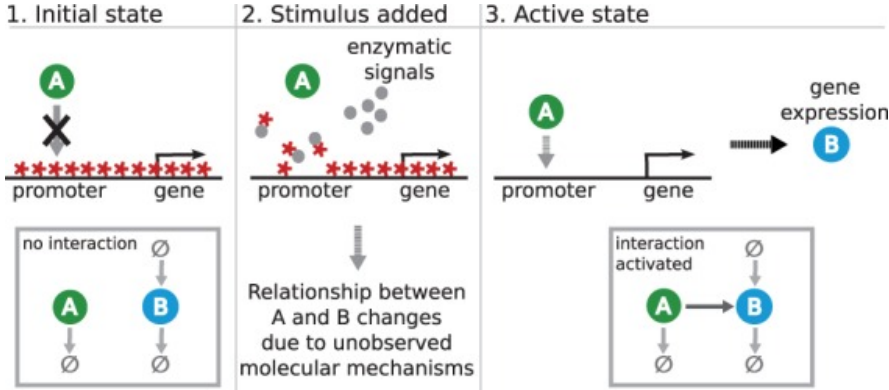 1. Initial state
2. Stimulus added
3. Active state
A
promoter gene
no interaction
∅
A B
∅ ∅
enzymatic
signals
A
promoter gene
Relationship between
A and B changes
due to unobserved
molecular mechanisms
A
promoter gene
gene
expression
B
interaction
activated
∅
A B
∅ ∅